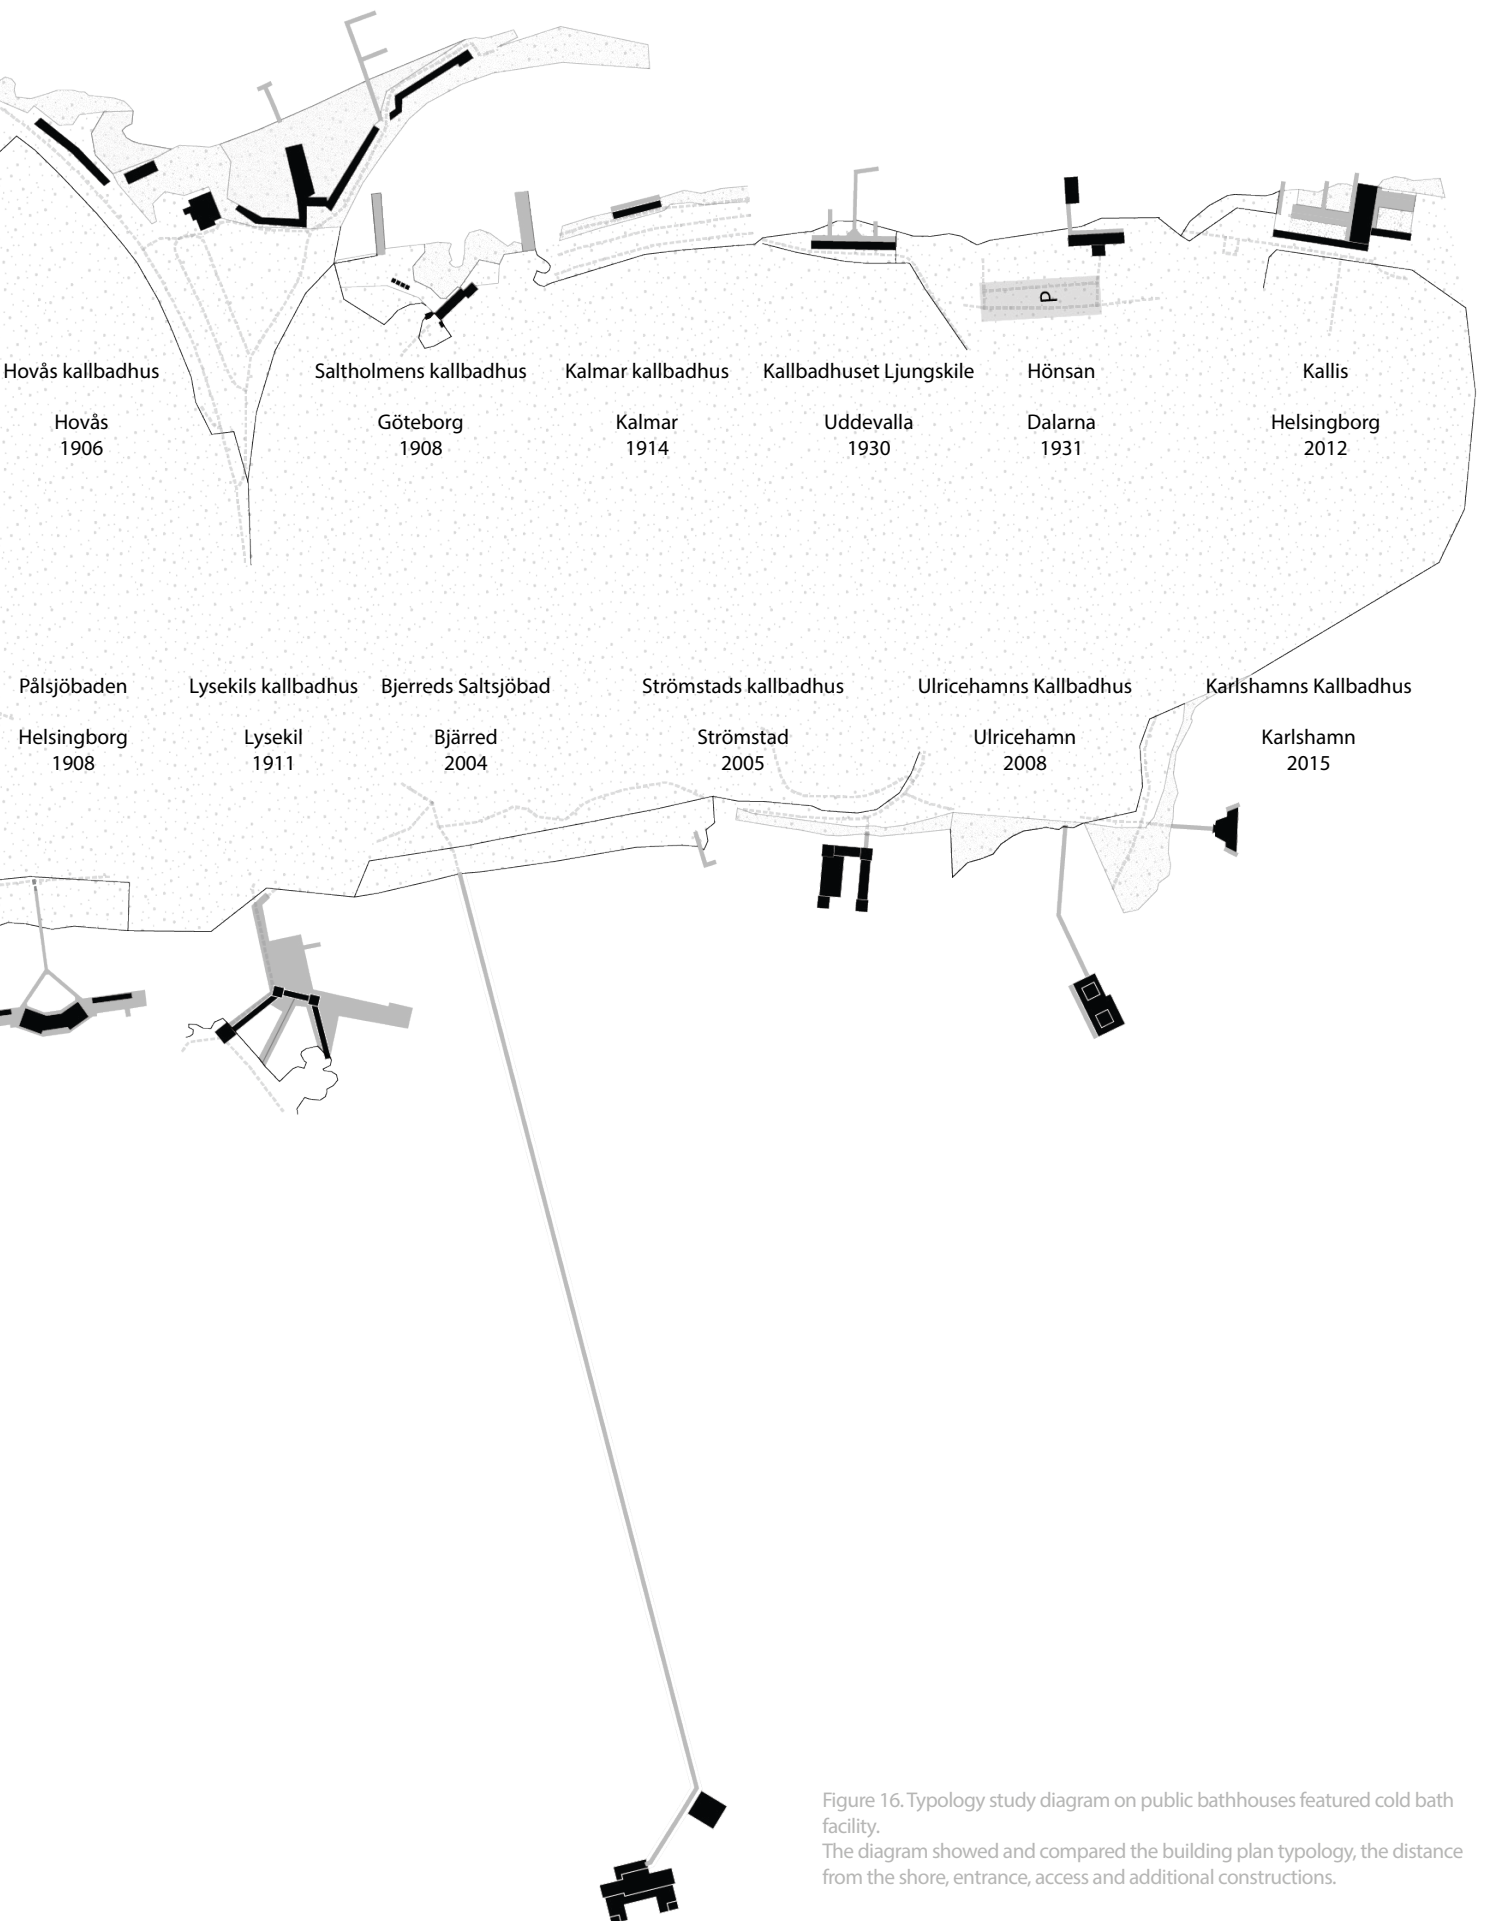 P
Hovås kallbadhus
Hovås
1906
Saltholmens kallbadhus
Göteborg
1908
Kalmar kallbadhus
Kalmar
1914
Kallbadhuset Ljungskile
Uddevalla
1930
Hönsan
Dalarna
1931
Kallis
Helsingborg
2012
Pålsjöbaden
Helsingborg
1908
Lysekils kallbadhus
Lysekil
1911
Bjerreds Saltsjöbad
Bjärred
2004
Strömstads kallbadhus
Strömstad
2005
Ulricehamns Kallbadhus
Ulricehamn
2008
Karlshamns Kallbadhus
Karlshamn
2015
Figure 16. Typology study diagram on public bathhouses featured cold bath
facility.
The diagram showed and compared the building plan typology, the distance
from the shore, entrance, access and additional constructions.